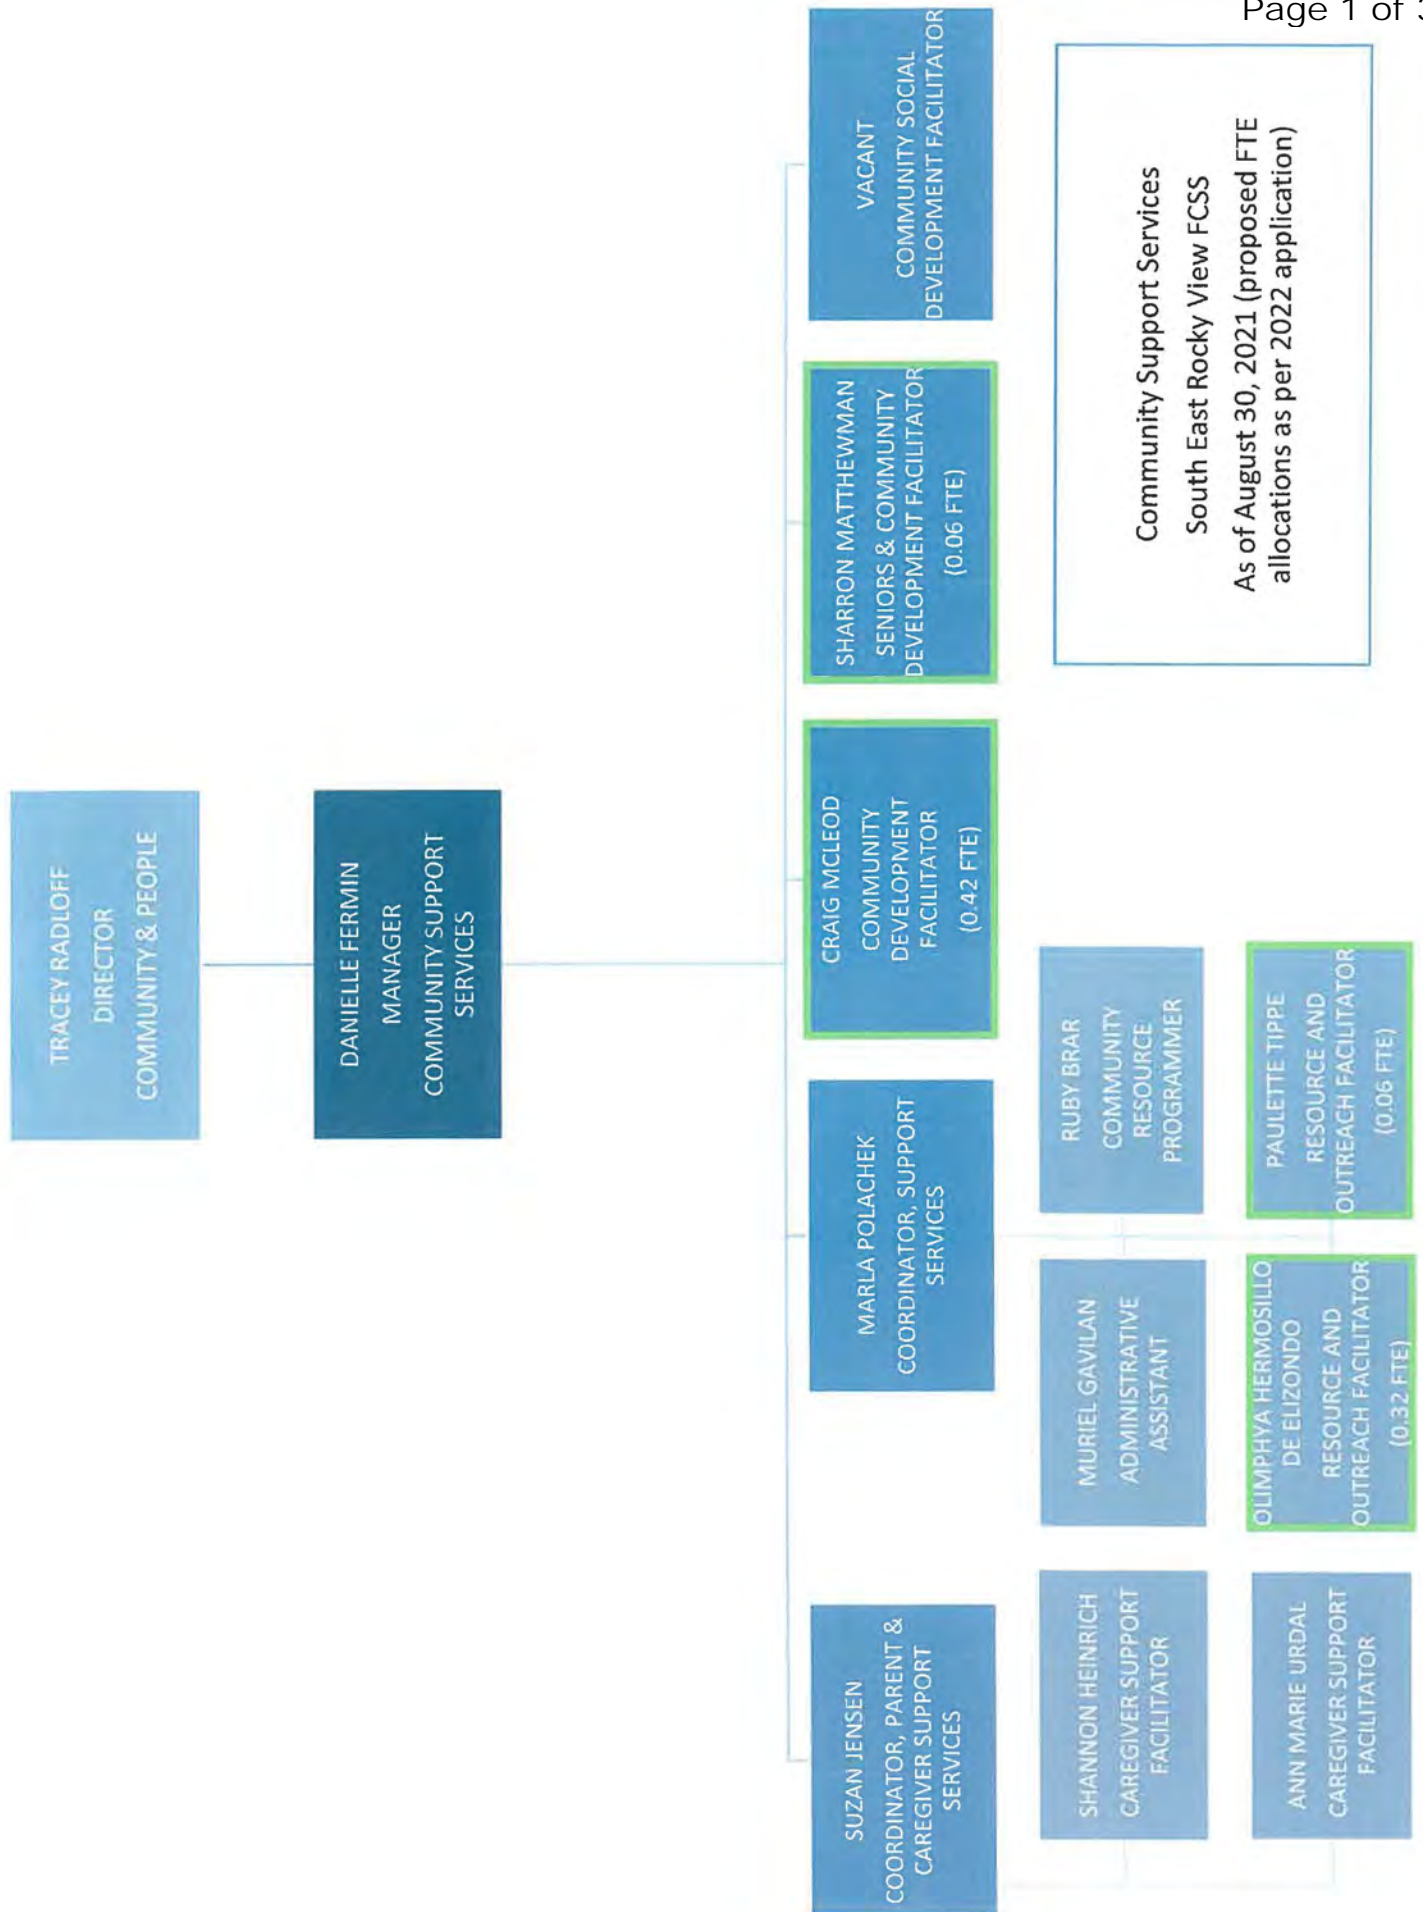 Page 1 of 3
TRACEY RADLOFF
DIRECTOR
COMMUNITY & PEOPLE
DANIELLE FERMIN
MANAGER
COMMUNITY SUPPORT
SERVICES
SUZAN JENSEN
COORDINATOR, PARENT &
CAREGIVER SUPPORT
SERVICES
MARLA POLACHEK
COORDINATOR, SUPPORT
SERVICES
CRAIG MCLEOD
COMMUNITY
DEVELOPMENT
FACILITATOR
(0.42 FTE)
SHARRON MATTHEWMAN
SENIORS & COMMUNITY
DEVELOPMENT FACILITATOR
(0.06 FTE)
VACANT
COMMUNITY SOCIAL
DEVELOPMENT FACILITATOR
SHANNON HEINRICH
CAREGIVER SUPPORT
FACILITATOR
MURIEL GAVILAN
ADMINISTRATIVE
ASSISTANT
RUBY BRAR
COMMUNITY
RESOURCE
PROGRAMMER
ANN MARIE URDAL
CAREGIVER SUPPORT
FACILITATOR
OLIMPHYA HERMOSILLO
DE ELIZONDO
RESOURCE AND
OUTREACH FACILITATOR
(0.32 FTE)
PAULETTE TIPPE
RESOURCE AND
OUTREACH FACILITATOR
(0.06 FTE)
Community Support Services
South East Rocky View FCSS
As of August 30, 2021 (proposed FTE
allocations as per 2022 application)